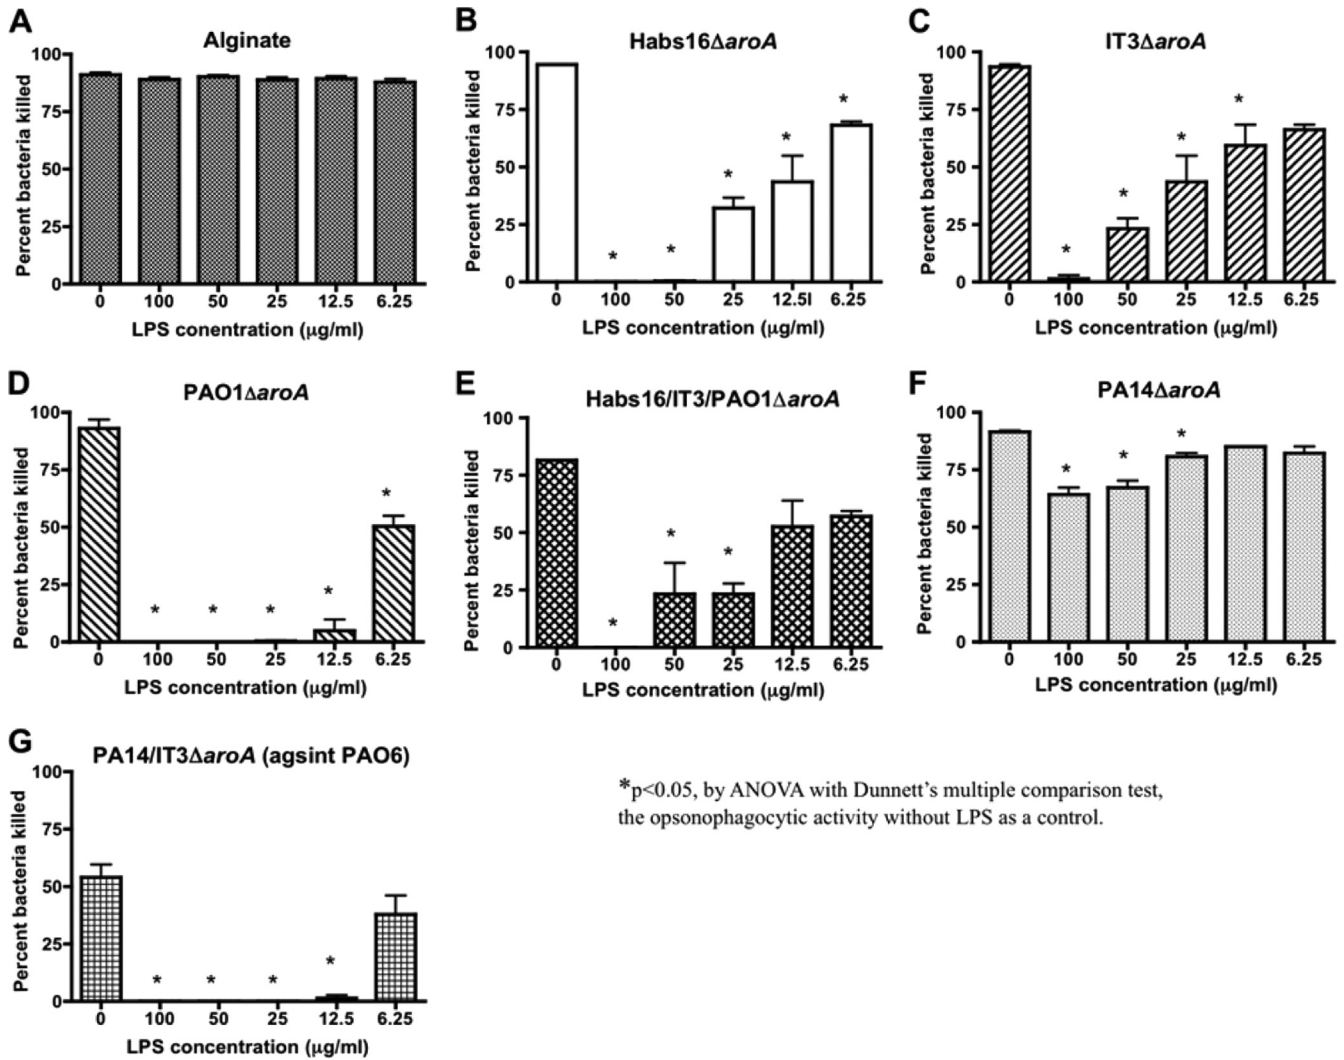 A
Alginate
Percent bacteria killed
100
75
50
25
0
0 100 50 25 12.5 6.25
LPS conentration (μg/ml)
B
Habs16ΔaroA
Percent bacteria killed
100
75
50
25
0
* * * * *
0 100 50 25 12.5l 6.25
LPS concentration (μg/ml)
C
IT3ΔaroA
Percent bacteria killed
100
75
50
25
0
* * * *
0 100 50 25 12.5 6.25
LPS concentration (μg/ml)
D
PAO1ΔaroA
Percent bacteria killed
100
75
50
25
0
* * * * *
0 100 50 25 12.5 6.25
LPS concentration (μg/ml)
E
Habs16/IT3/PAO1ΔaroA
Percent bacteria killed
100
75
50
25
0
* * *
0 100 50 25 12.5 6.25
LPS concentration (μg/ml)
F
PA14ΔaroA
Percent bacteria killed
100
75
50
25
0
* * *
0 100 50 25 12.5 6.25
LPS concentration (μg/ml)
G
PA14/IT3ΔaroA (agsint PAO6)
Percent bacteria killed
100
75
50
25
0
* * * *
0 100 50 25 12.5 6.25
LPS concentration (μg/ml)
*p<0.05, by ANOVA with Dunnett’s multiple comparison test,
the opsonophagocytic activity without LPS as a control.